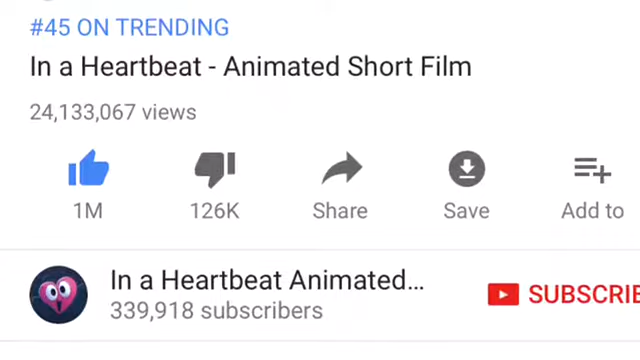 #45 ON TRENDING
In a Heartbeat - Animated Short Film
24,133,067 views
1M 126K Share Save Add to
In a Heartbeat Animated...
SUBSCRIBE
339,918 subscribers